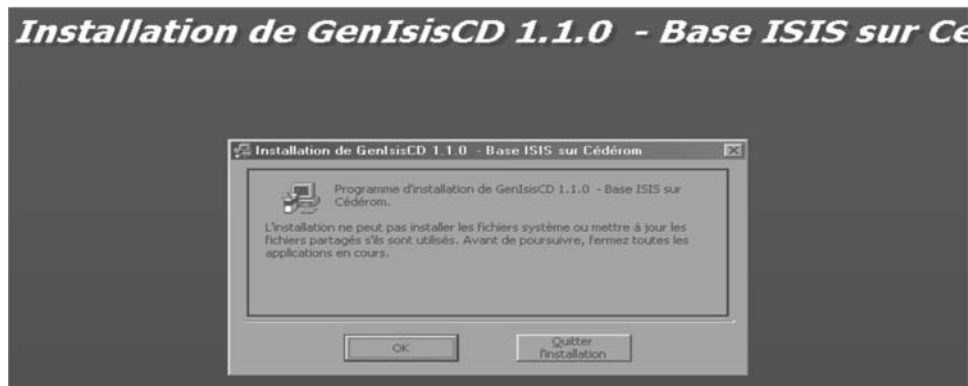 Installation de GenIsisCD 1.1.0 - Base ISIS sur Cé
Installation de GenIsisCD 1.1.0 - Base ISIS sur Cédérom
Programme d'installation de GenIsisCD 1.1.0 - Base ISIS sur
Cédérom.
L'installation ne peut pas installer les fichiers système ou mettre à jour les
fichiers partagés s'ils sont utilisés. Avant de poursuivre, fermez toutes les
applications en cours.
OK
Quitter
l'installation